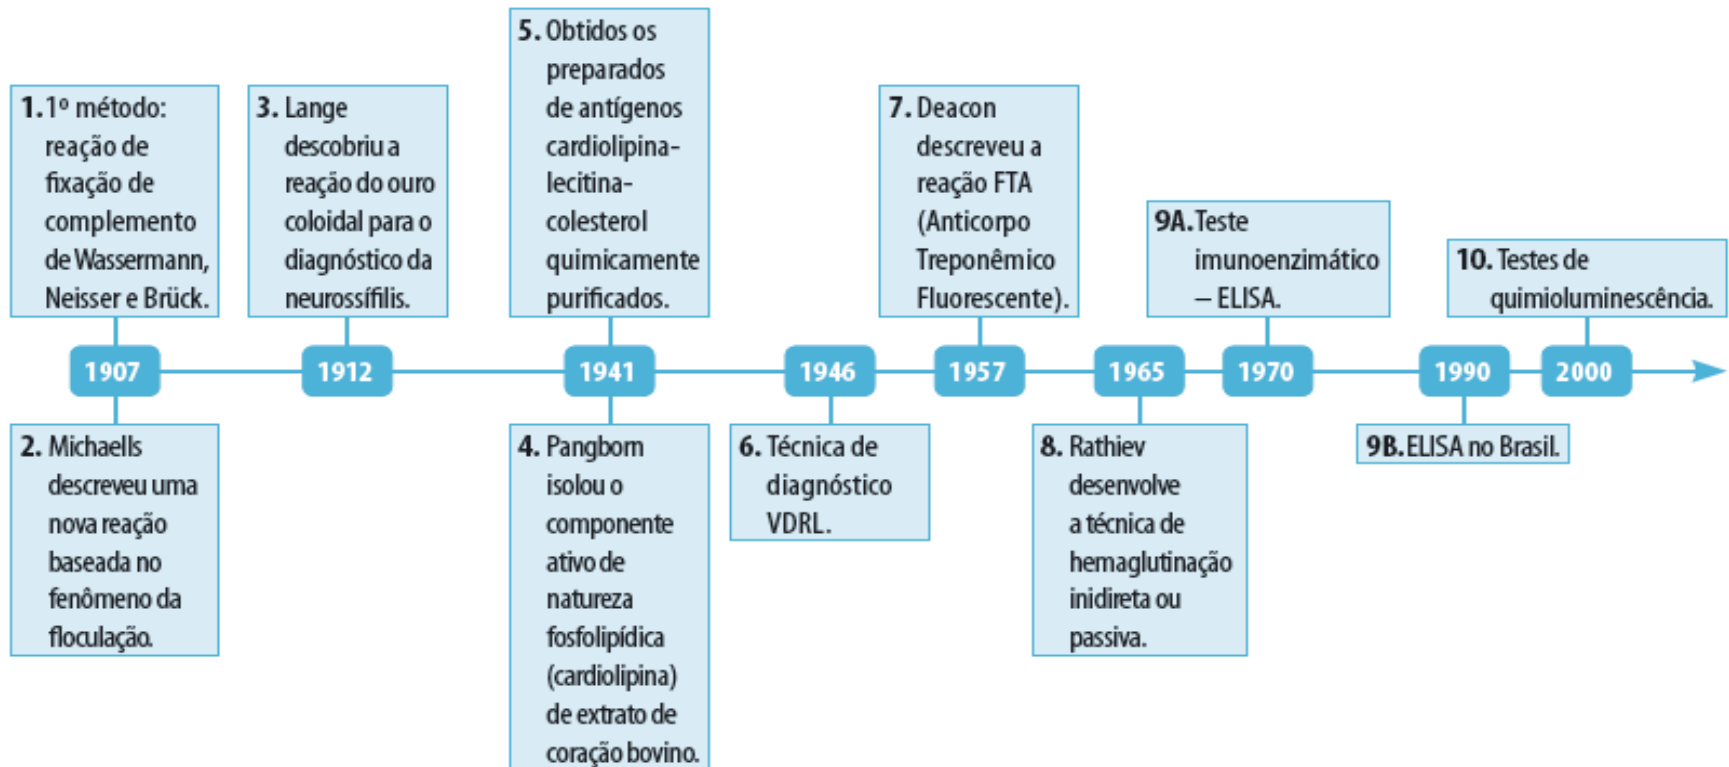 1. 1º método:
reação de
fixação de
complemento
de Wassermann,
Neisser e Brück.
2. Michaells
descreveu uma
nova reação
baseada no
fenômeno da
floculação.
3. Lange
descobriu a
reação do ouro
coloidal para o
diagnóstico da
neurossífilis.
5. Obtidos os
preparados
de antígenos
cardiolipina-
lecitina-
colesterol
quimicamente
purificados.
4. Pangborn
isolou o
componente
ativo de
natureza
fosfolipídica
(cardiolipina)
de extrato de
coração bovino.
6. Técnica de
diagnóstico
VDRL.
7. Deacon
descreveu a
reação FTA
(Anticorpo
Treponêmico
Fluorescente).
8. Rathiev
desenvolve
a técnica de
hemaglutinação
inidireta ou
passiva.
9A. Teste
imunoenzimático
– ELISA.
9B. ELISA no Brasil.
10. Testes de
quimioluminescência.
1907 1912 1941 1946 1957 1965 1970 1990 2000